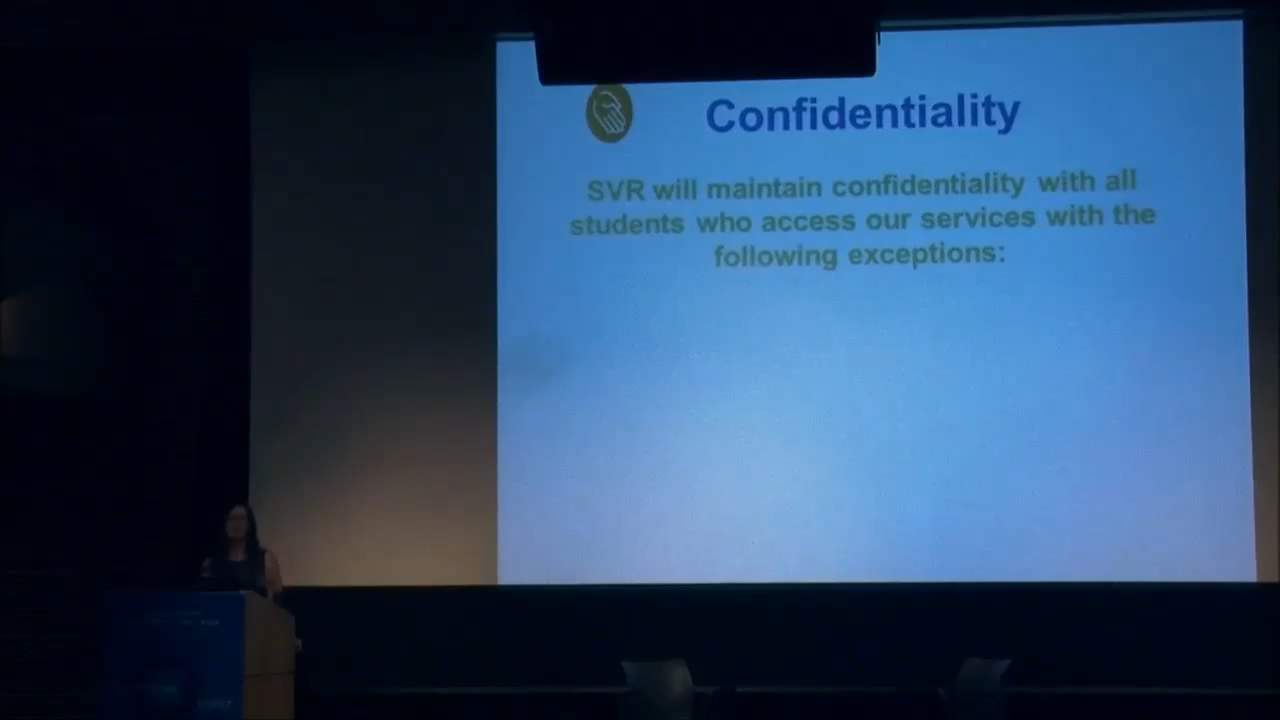 Confidentiality
SVR will maintain confidentiality with all
students who access our services with the
following exceptions: